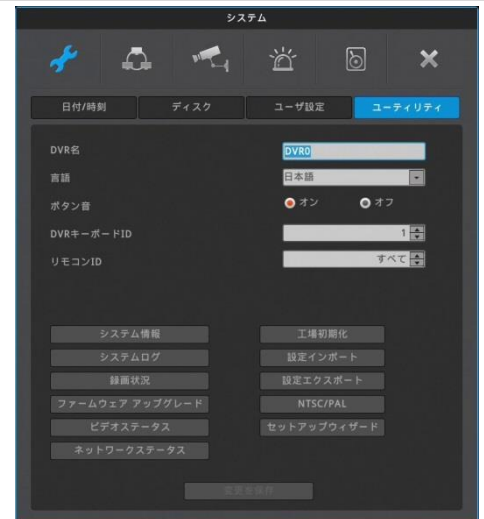 システム
日付/時刻 ディスク ユーザ設定 ユーティリティ
DVR名 DVR0
言語 日本語
ボタン音 オン オフ
DVRキーボードID 1
リモコンID すべて
システム情報 工場初期化
システムログ 設定インポート
録画状況 設定エクスポート
ファームウェア アップグレード NTSC/PAL
ビデオステータス セットアップウィザード
ネットワークステータス
変更を保存